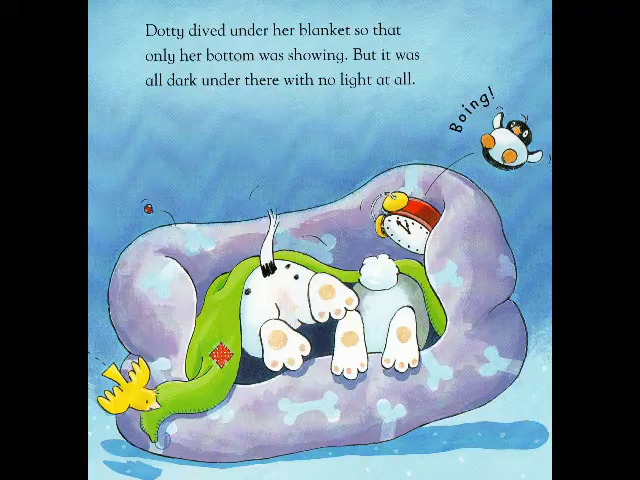 Dotty dived under her blanket so that
only her bottom was showing. But it was
all dark under there with no light at all.
Boing!